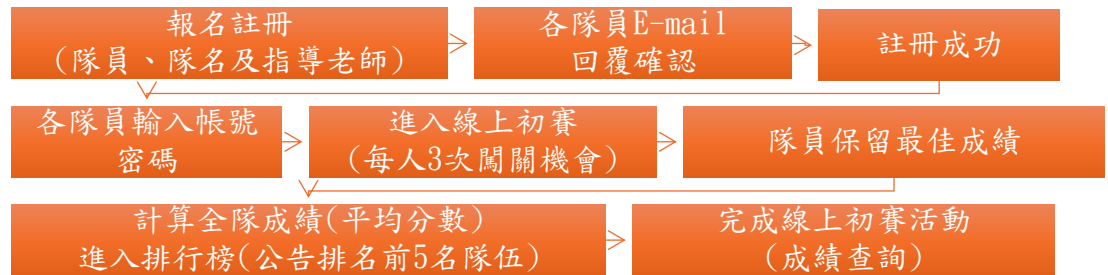 報名註冊
(隊員、隊名及指導老師)
各隊員E-mail
回覆確認
註冊成功
各隊員輸入帳號
密碼
進入線上初賽
(每人3次闖關機會)
隊員保留最佳成績
計算全隊成績(平均分數)
進入排行榜(公告排名前5名隊伍)
完成線上初賽活動
(成績查詢)